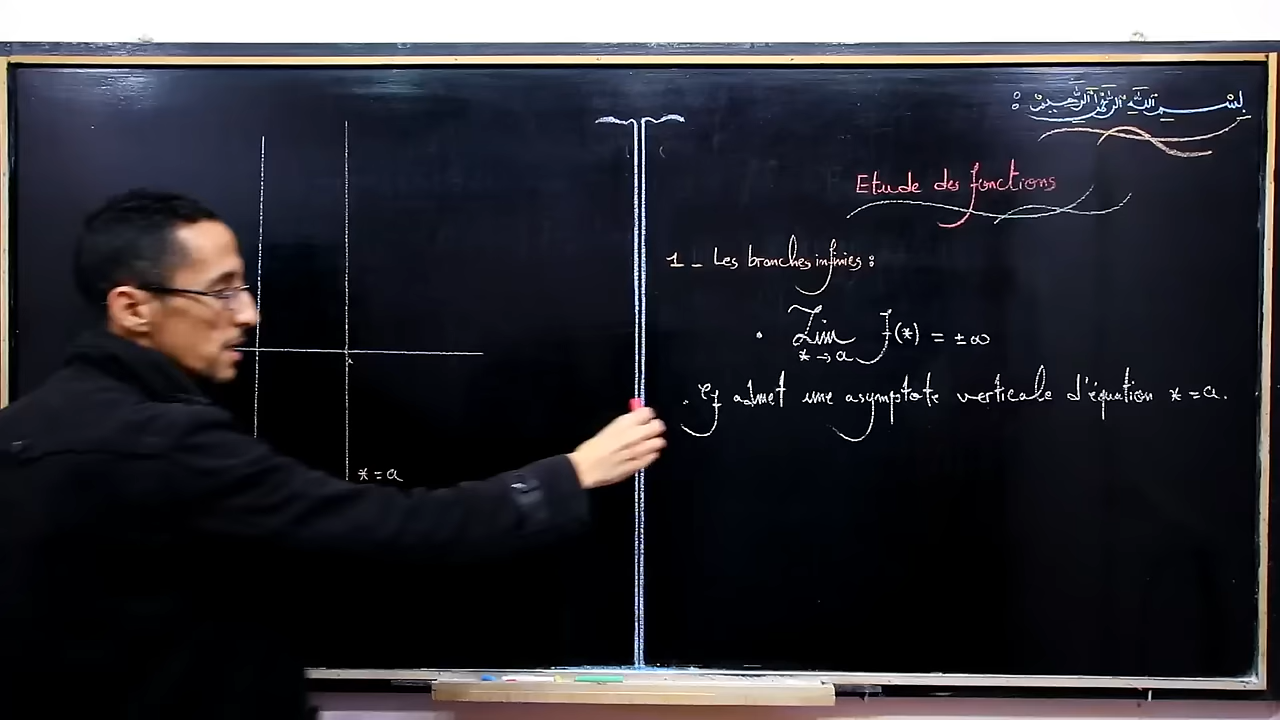 بسم الله الرحمن الرحيم :
Etude des fonctions
1 - Les branches infinies :
• Lim f(x) = ±∞
x → a
. Cf admet une asymptote verticale d'équation x = a.
x = a